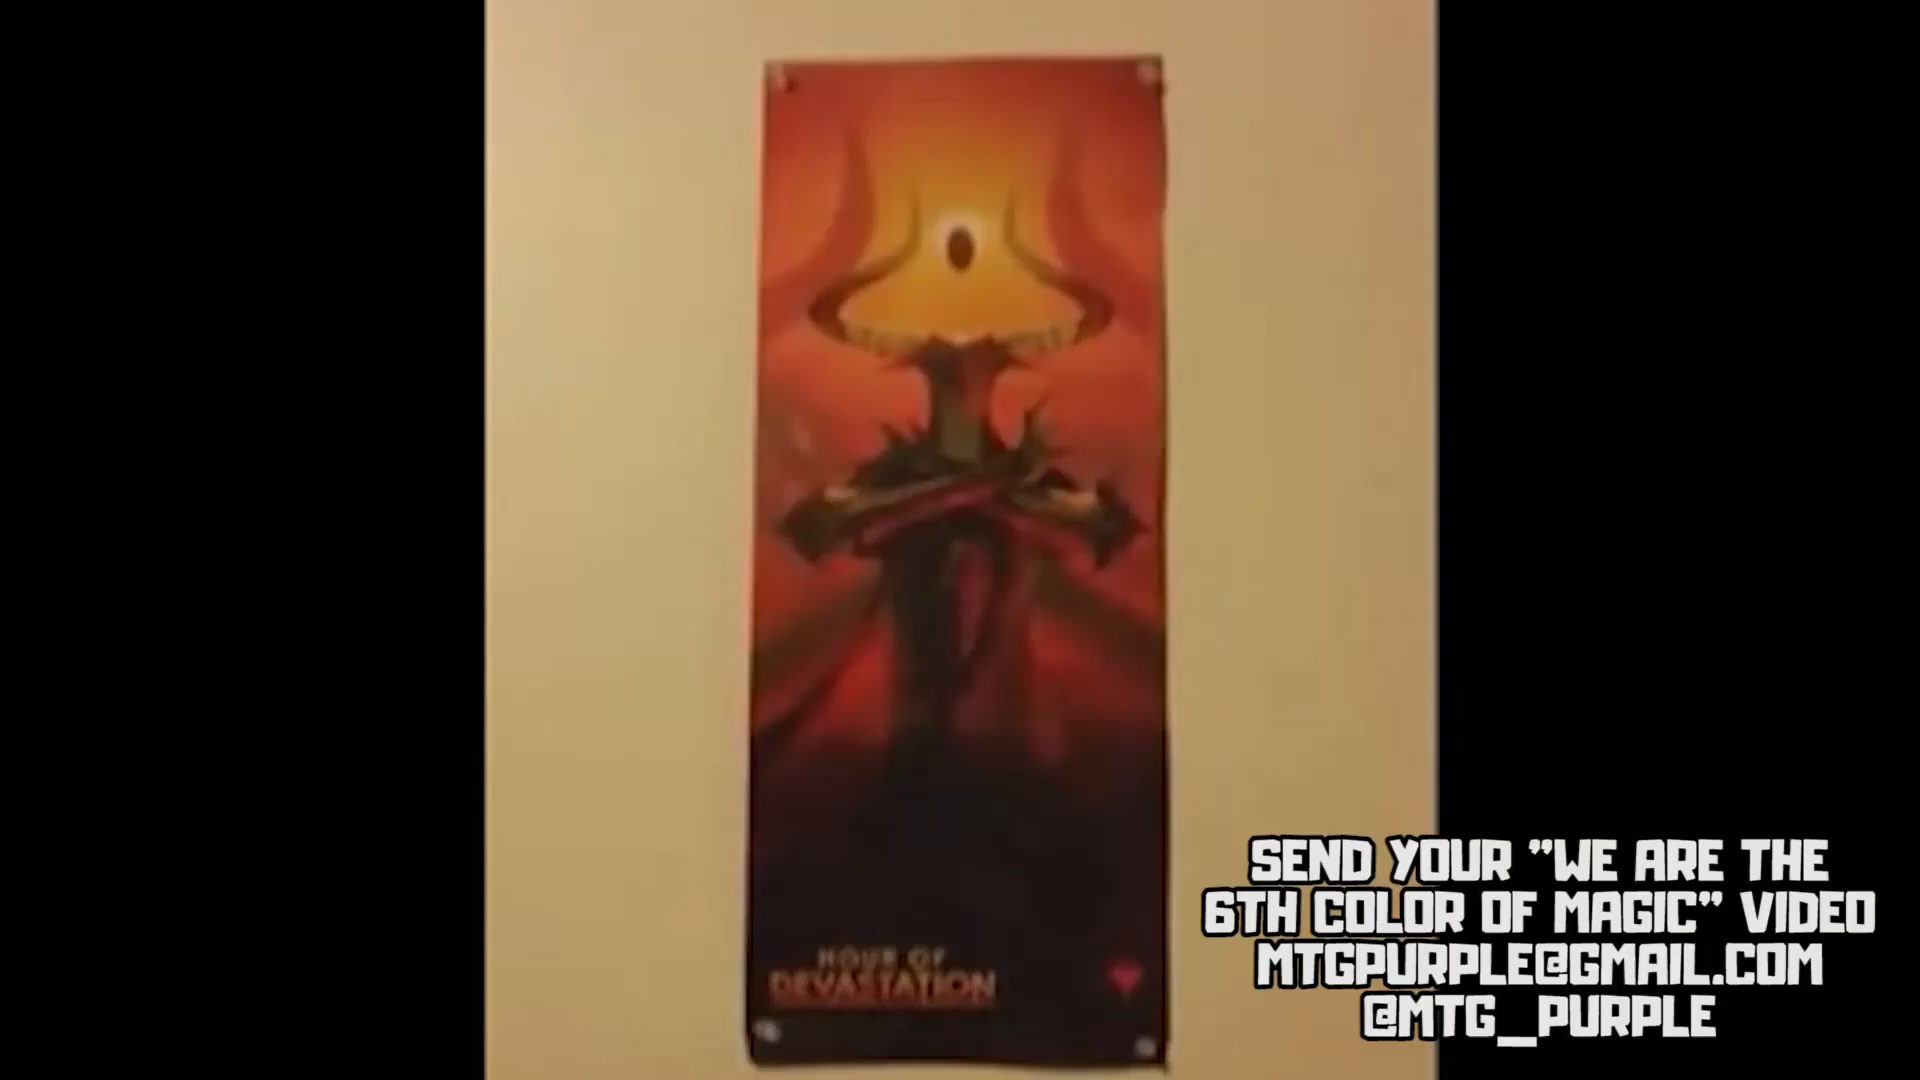 HOUR OF
DEVASTATION
SEND YOUR "WE ARE THE
6TH COLOR OF MAGIC" VIDEO
MTGPURPLE@GMAIL.COM
@MTG_PURPLE